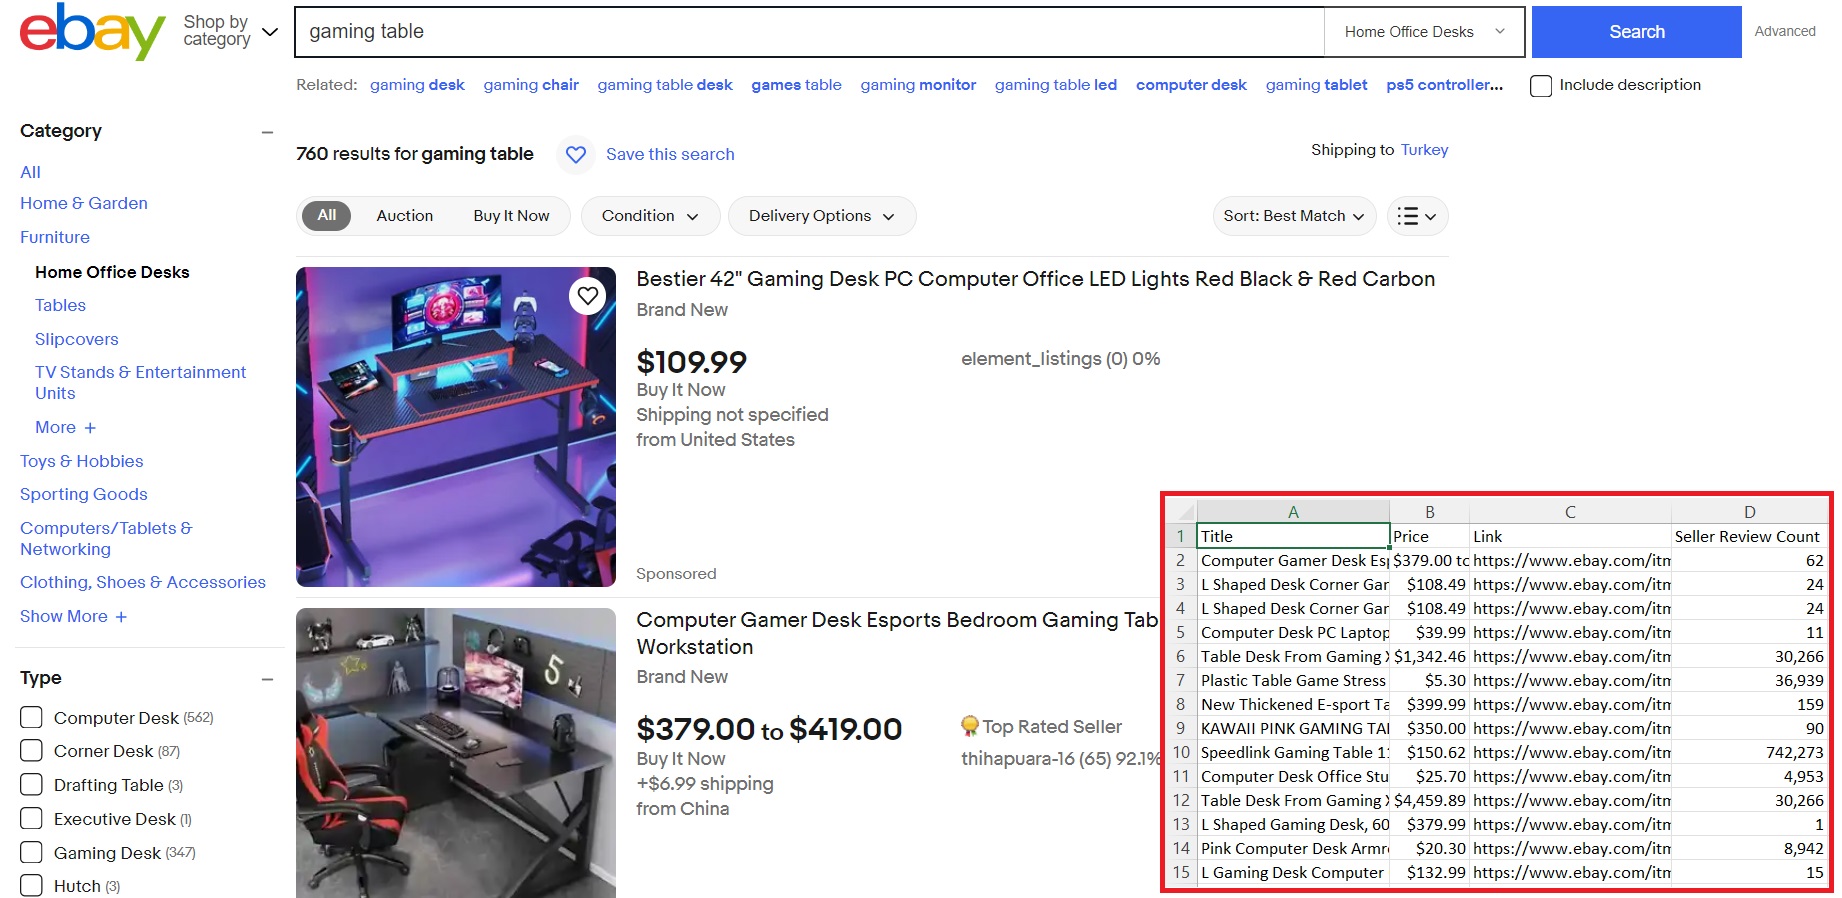 ebay
Shop by
category
gaming table
Home Office Desks
Search
Advanced
Related: gaming desk gaming chair gaming table desk games table gaming monitor gaming table led computer desk gaming tablet ps5 controller...
Include description
Category
All
Home & Garden
Furniture
Home Office Desks
Tables
Slipcovers
TV Stands & Entertainment
Units
More +
Toys & Hobbies
Sporting Goods
Computers/Tablets &
Networking
Clothing, Shoes & Accessories
Show More +
Type
Computer Desk (562)
Corner Desk (87)
Drafting Table (3)
Executive Desk (1)
Gaming Desk (347)
Hutch (3)
760 results for gaming table
Save this search
Shipping to Turkey
All Auction Buy It Now
Condition
Delivery Options
Sort: Best Match
Bestier 42" Gaming Desk PC Computer Office LED Lights Red Black & Red Carbon
Brand New
$109.99
Buy It Now
Shipping not specified
from United States
element_listings (0) 0%
Sponsored
5
Computer Gamer Desk Esports Bedroom Gaming Tab
Workstation
Brand New
$379.00 to $419.00
Buy It Now
+$6.99 shipping
from China
Top Rated Seller
thihapuara-16 (65) 92.1%
A B C D
1 Title Price Link Seller Review Count
2 Computer Gamer Desk Esp $379.00 to https://www.ebay.com/itm 62
3 L Shaped Desk Corner Gar $108.49 https://www.ebay.com/itm 24
4 L Shaped Desk Corner Gar $108.49 https://www.ebay.com/itm 24
5 Computer Desk PC Laptop $39.99 https://www.ebay.com/itm 11
6 Table Desk From Gaming X $1,342.46 https://www.ebay.com/itm 30,266
7 Plastic Table Game Stress $5.30 https://www.ebay.com/itm 36,939
8 New Thickened E-sport Ta $399.99 https://www.ebay.com/itm 159
9 KAWAII PINK GAMING TAI $350.00 https://www.ebay.com/itm 90
10 Speedlink Gaming Table 11 $150.62 https://www.ebay.com/itm 742,273
11 Computer Desk Office Stu $25.70 https://www.ebay.com/itm 4,953
12 Table Desk From Gaming X $4,459.89 https://www.ebay.com/itm 30,266
13 L Shaped Gaming Desk, 60 $379.99 https://www.ebay.com/itm 1
14 Pink Computer Desk Armr $20.30 https://www.ebay.com/itm 8,942
15 L Gaming Desk Computer $132.99 https://www.ebay.com/itm 15